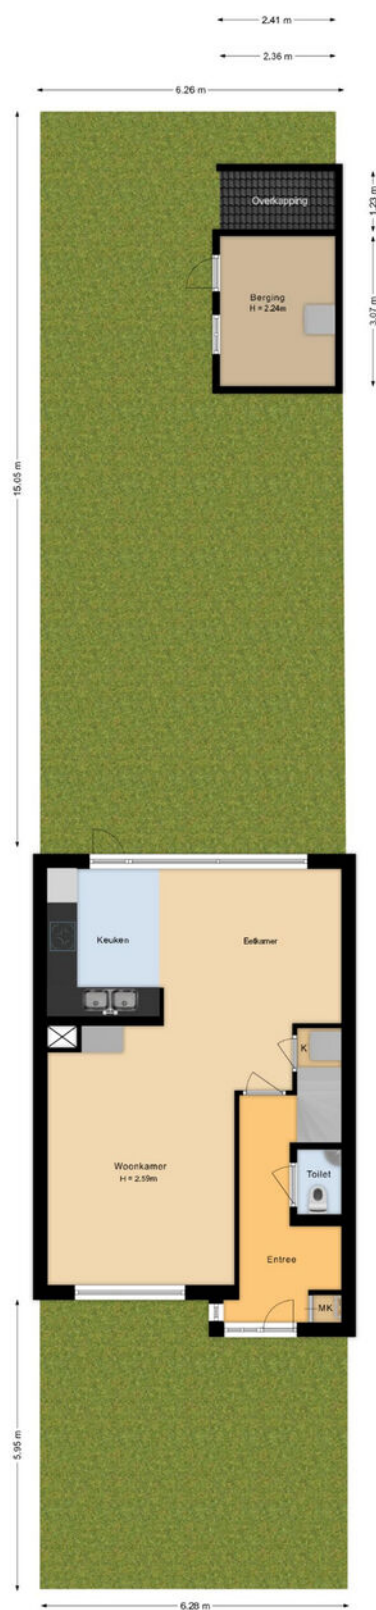 2.41 m
2.36 m
6.26 m
Overkapping
1.23 m
Berging
H = 2.24m
3.07 m
15.05 m
Keuken
Eetkamer
K
Woonkamer
H = 2.59m
Toilet
Entree
MK
5.95 m
6.28 m